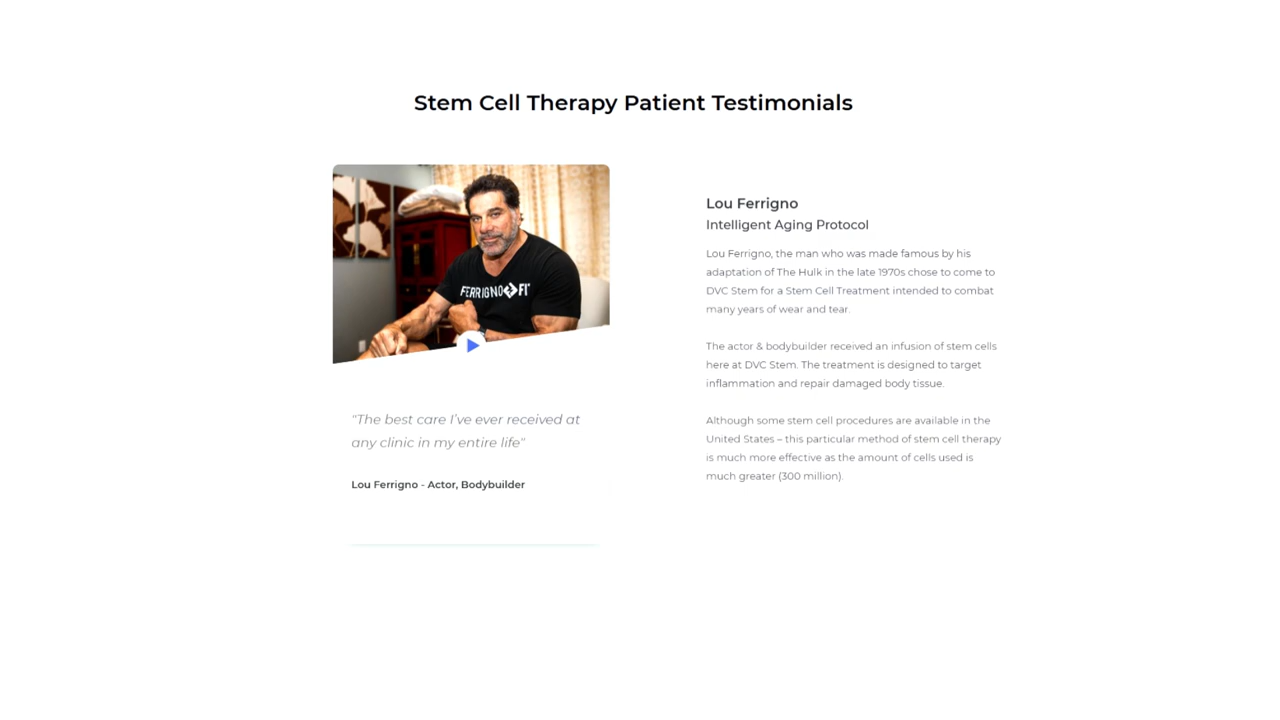 Stem Cell Therapy Patient Testimonials
FERRIGNO FIT
"The best care I've ever received at
any clinic in my entire life"
Lou Ferrigno - Actor, Bodybuilder
Lou Ferrigno
Intelligent Aging Protocol
Lou Ferrigno, the man who was made famous by his
adaptation of The Hulk in the late 1970s chose to come to
DVC Stem for a Stem Cell Treatment intended to combat
many years of wear and tear.
The actor & bodybuilder received an infusion of stem cells
here at DVC Stem. The treatment is designed to target
inflammation and repair damaged body tissue.
Although some stem cell procedures are available in the
United States – this particular method of stem cell therapy
is much more effective as the amount of cells used is
much greater (300 million).